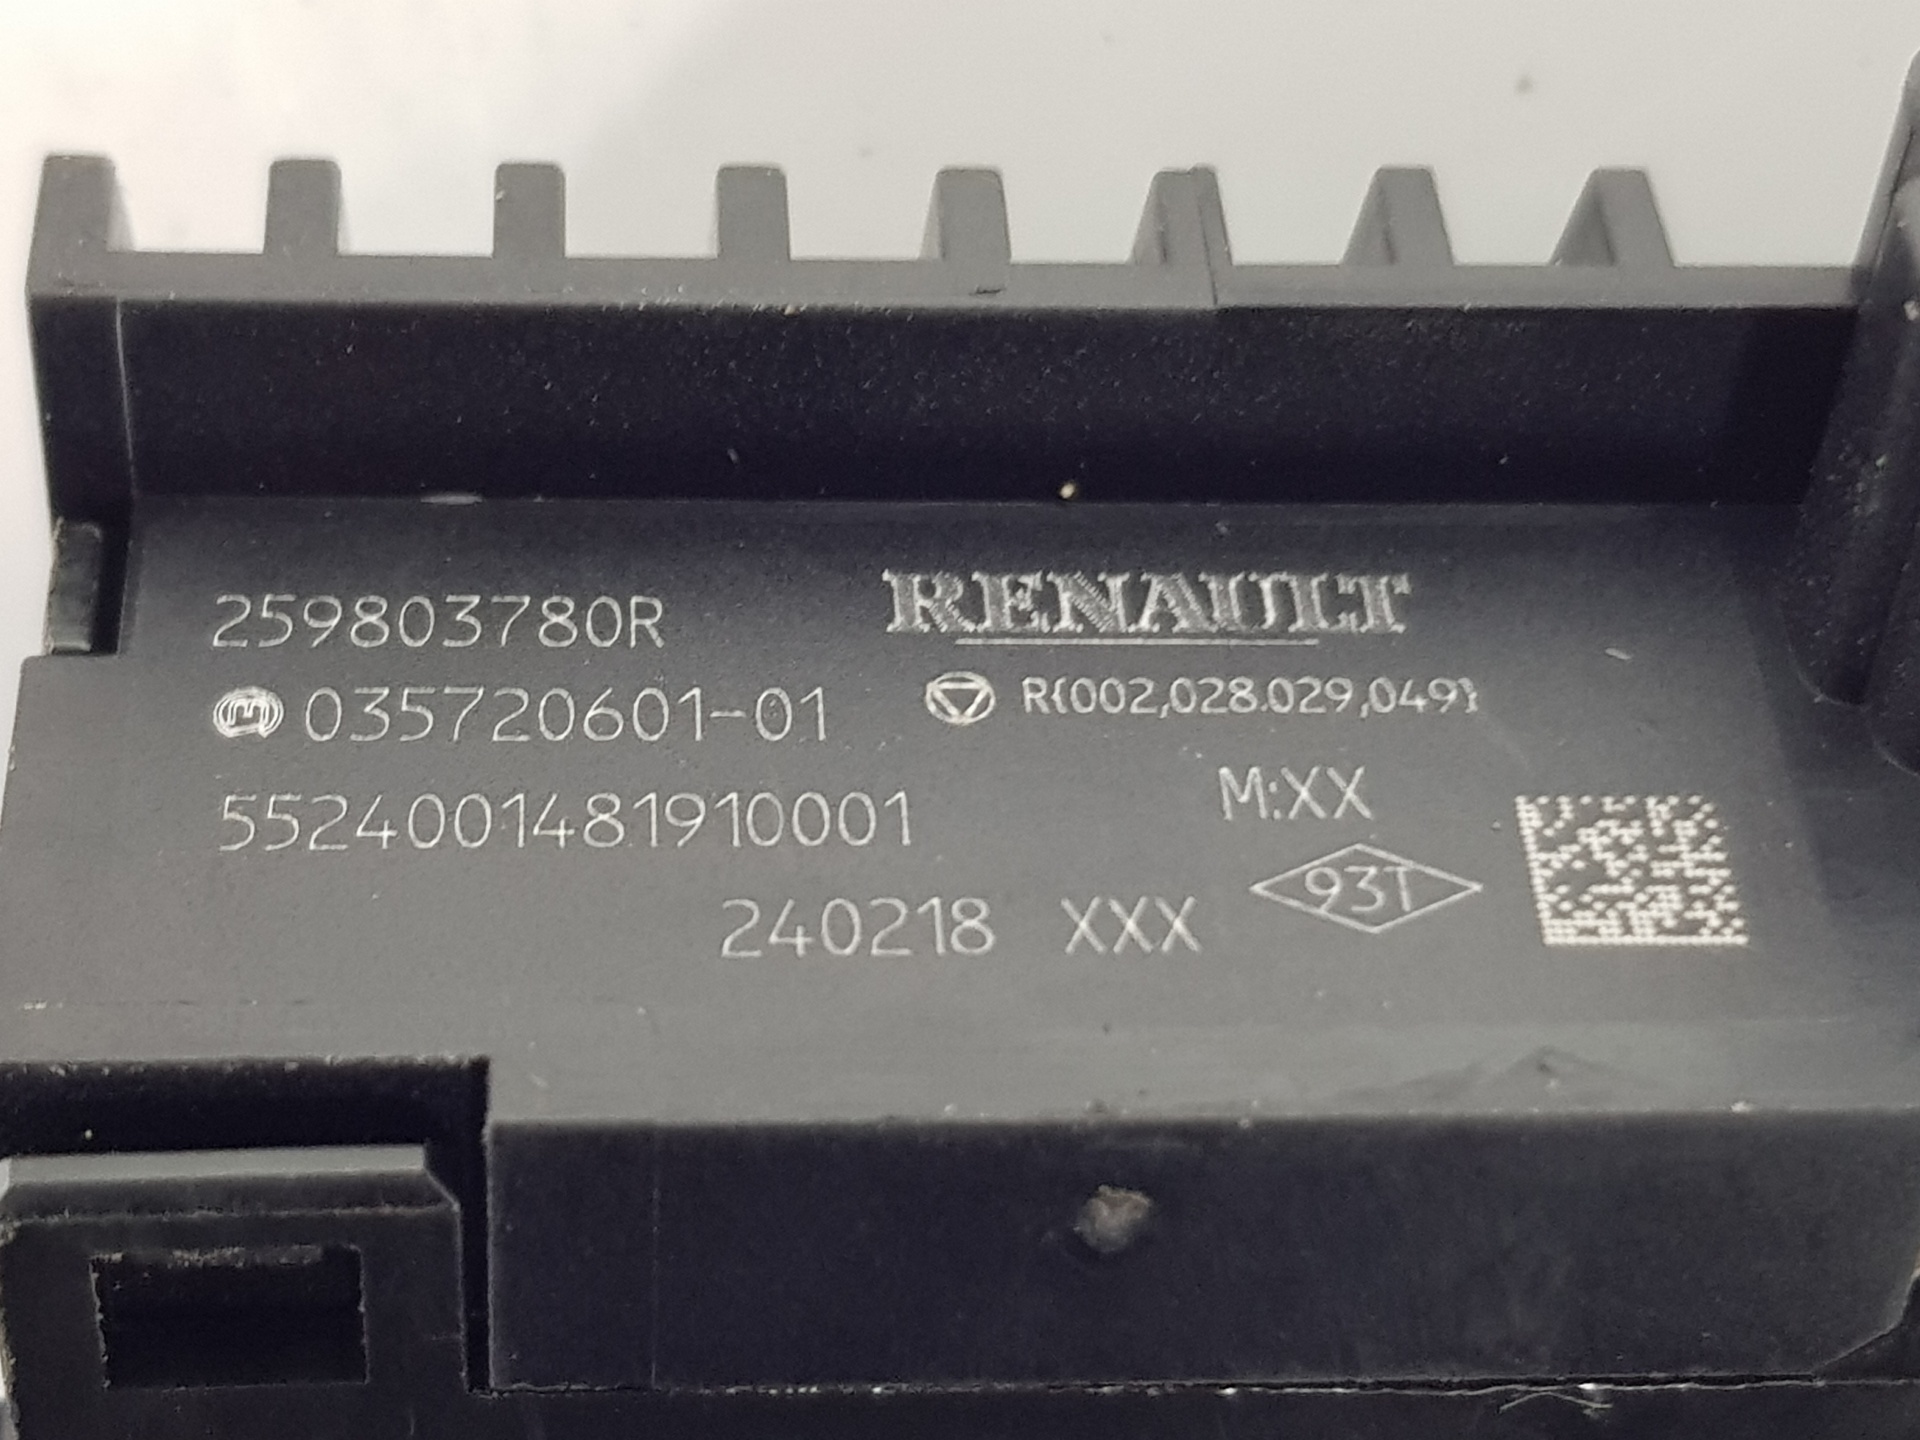 259803780R
RENAULT
035720601-01
R{002,028.029,049}
5524001481910001
M:XX
93T
240218 XXX